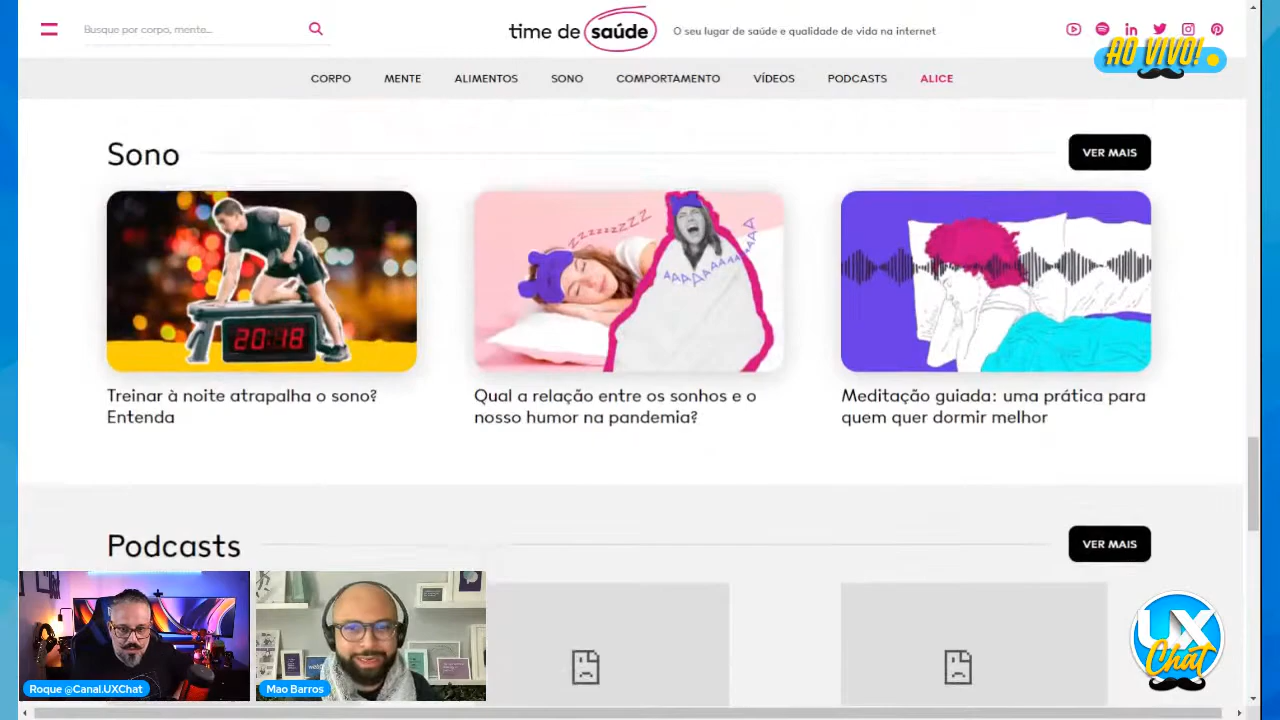 Busque por corpo, mente...
time de saúde
O seu lugar de saúde e qualidade de vida na internet
AO VIVO!
CORPO MENTE ALIMENTOS SONO COMPORTAMENTO VÍDEOS PODCASTS ALICE
Sono
VER MAIS
20:18
ZZZZZZZZZ
AAAAAAAAAAAA
Treinar à noite atrapalha o sono?
Entenda
Qual a relação entre os sonhos e o
nosso humor na pandemia?
Meditação guiada: uma prática para
quem quer dormir melhor
Podcasts
VER MAIS
Roque @Canal.UXChat
Mao Barros
UX
Chat